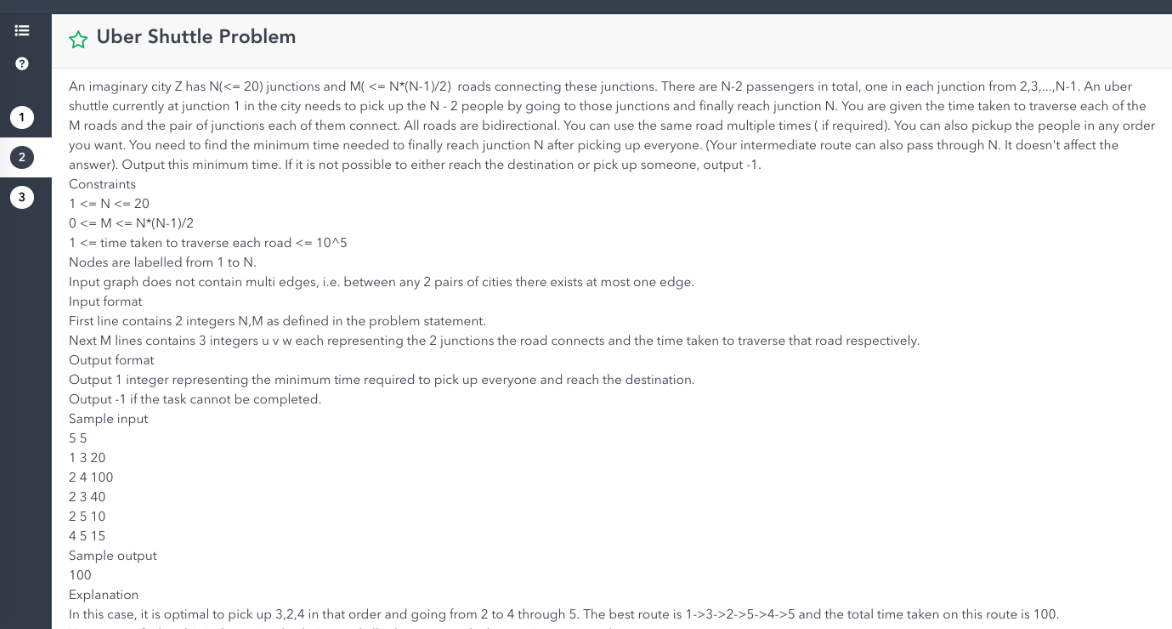 Uber Shuttle Problem
An imaginary city Z has N(<= 20) junctions and M( <= N*(N-1)/2) roads connecting these junctions. There are N-2 passengers in total, one in each junction from 2,3,...,N-1. An uber
shuttle currently at junction 1 in the city needs to pick up the N - 2 people by going to those junctions and finally reach junction N. You are given the time taken to traverse each of the
M roads and the pair of junctions each of them connect. All roads are bidirectional. You can use the same road multiple times ( if required). You can also pickup the people in any order
you want. You need to find the minimum time needed to finally reach junction N after picking up everyone. (Your intermediate route can also pass through N. It doesn't affect the
answer). Output this minimum time. If it is not possible to either reach the destination or pick up someone, output -1.
Constraints
1 <= N <= 20
0 <= M <= N*(N-1)/2
1 <= time taken to traverse each road <= 10^5
Nodes are labelled from 1 to N.
Input graph does not contain multi edges, i.e. between any 2 pairs of cities there exists at most one edge.
Input format
First line contains 2 integers N,M as defined in the problem statement.
Next M lines contains 3 integers u v w each representing the 2 junctions the road connects and the time taken to traverse that road respectively.
Output format
Output 1 integer representing the minimum time required to pick up everyone and reach the destination.
Output -1 if the task cannot be completed.
Sample input
5 5
1 3 20
2 4 100
2 3 40
2 5 10
4 5 15
Sample output
100
Explanation
In this case, it is optimal to pick up 3,2,4 in that order and going from 2 to 4 through 5. The best route is 1->3->2->5->4->5 and the total time taken on this route is 100.
?
1
2
3